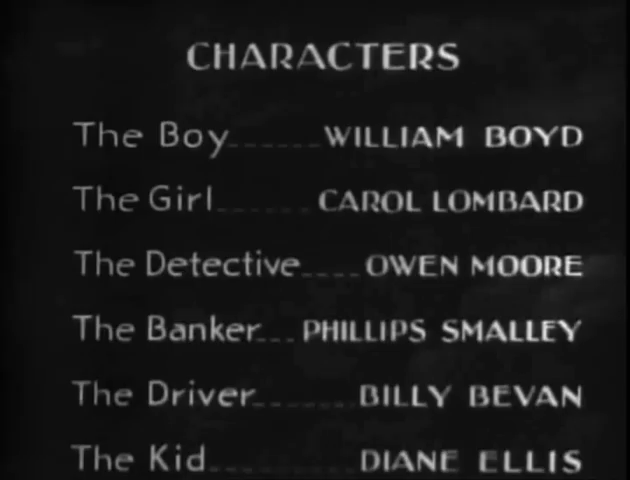 CHARACTERS
The Boy......WILLIAM BOYD
The Girl.......CAROL LOMBARD
The Detective....OWEN MOORE
The Banker...PHILLIPS SMALLEY
The Driver.......BILLY BEVAN
The Kid..........DIANE ELLIS